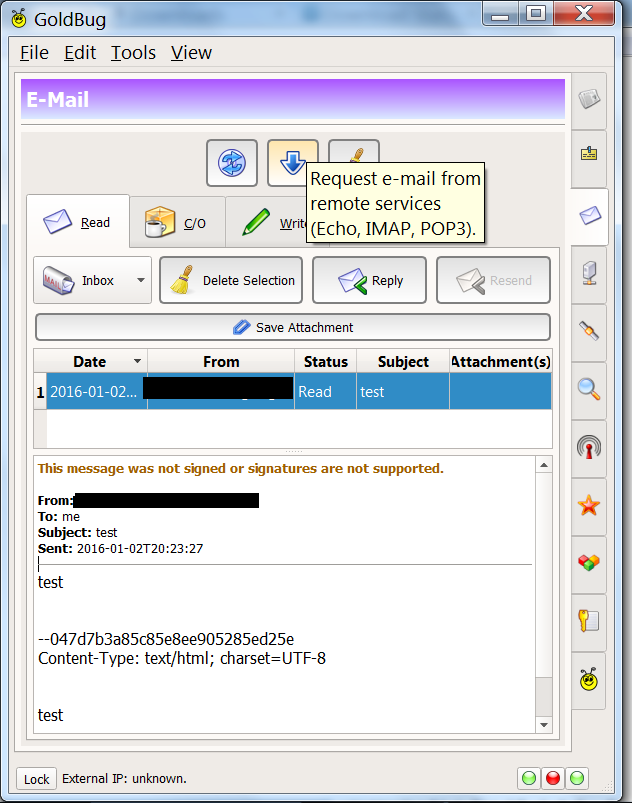 GoldBug
File Edit Tools View
E-Mail
Request e-mail from
remote services
(Echo, IMAP, POP3).
Read C/O Write
MAIL Inbox Delete Selection Reply Resend
Save Attachment
Date From Status Subject Attachment(s)
1 2016-01-02... Read test
This message was not signed or signatures are not supported.
From:
To: me
Subject: test
Sent: 2016-01-02T20:23:27
test
--047d7b3a85c85e8ee905285ed25e
Content-Type: text/html; charset=UTF-8
test
Lock External IP: unknown.